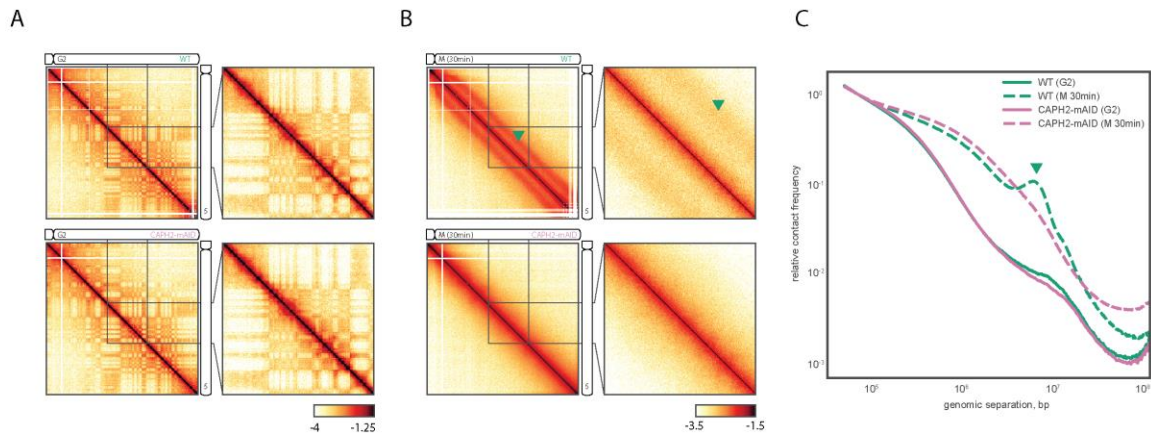 A
B
C
G2
WT
5
G2
CAPH2-mAID
5
-4
-1.25
M (30min)
WT
5
M (30min)
CAPH2-mAID
5
-3.5
-1.5
WT (G2)
WT (M 30min)
CAPH2-mAID (G2)
CAPH2-mAID (M 30min)
10⁰
10⁻¹
10⁻²
10⁻³
relative contact frequency
10⁵
10⁶
10⁷
10⁸
genomic separation, bp